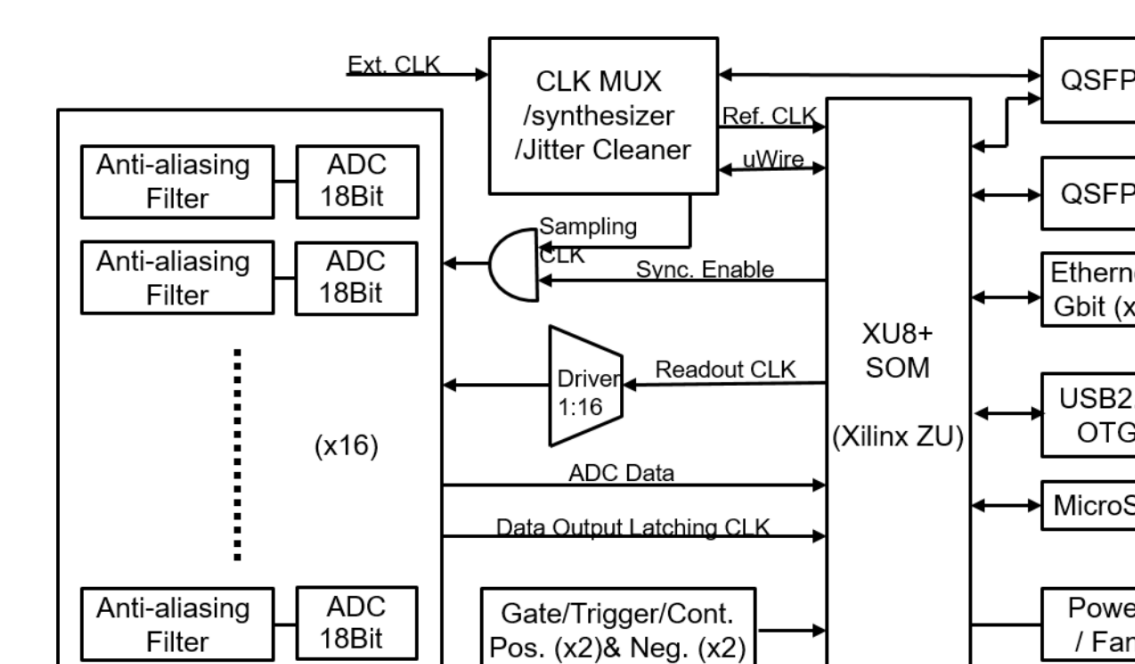 Ext. CLK
CLK MUX
/synthesizer
/Jitter Cleaner
QSFP
Ref. CLK
uWire
Anti-aliasing
Filter
ADC
18Bit
QSFP
Anti-aliasing
Filter
ADC
18Bit
Sampling
CLK
Sync. Enable
Gbit (x
XU8+
SOM
(Xilinx ZU)
Driver
1:16
Readout CLK
USB2
OTG
(x16)
ADC Data
Data Output Latching CLK
Anti-aliasing
Filter
ADC
18Bit
Gate/Trigger/Cont.
Pos. (x2)& Neg. (x2)
/